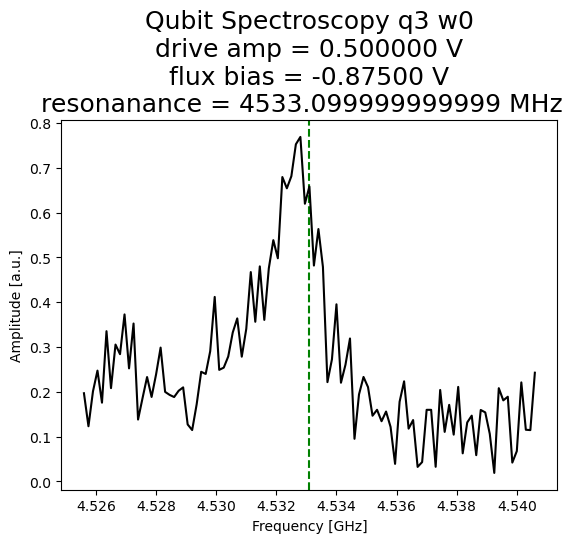 Qubit Spectroscopy q3 w0
drive amp = 0.500000 V
flux bias = -0.87500 V
resonanance = 4533.099999999999 MHz
0.8
0.7
0.6
0.5
0.4
0.3
0.2
0.1
0.0
Amplitude [a.u.]
4.526 4.528 4.530 4.532 4.534 4.536 4.538 4.540
Frequency [GHz]